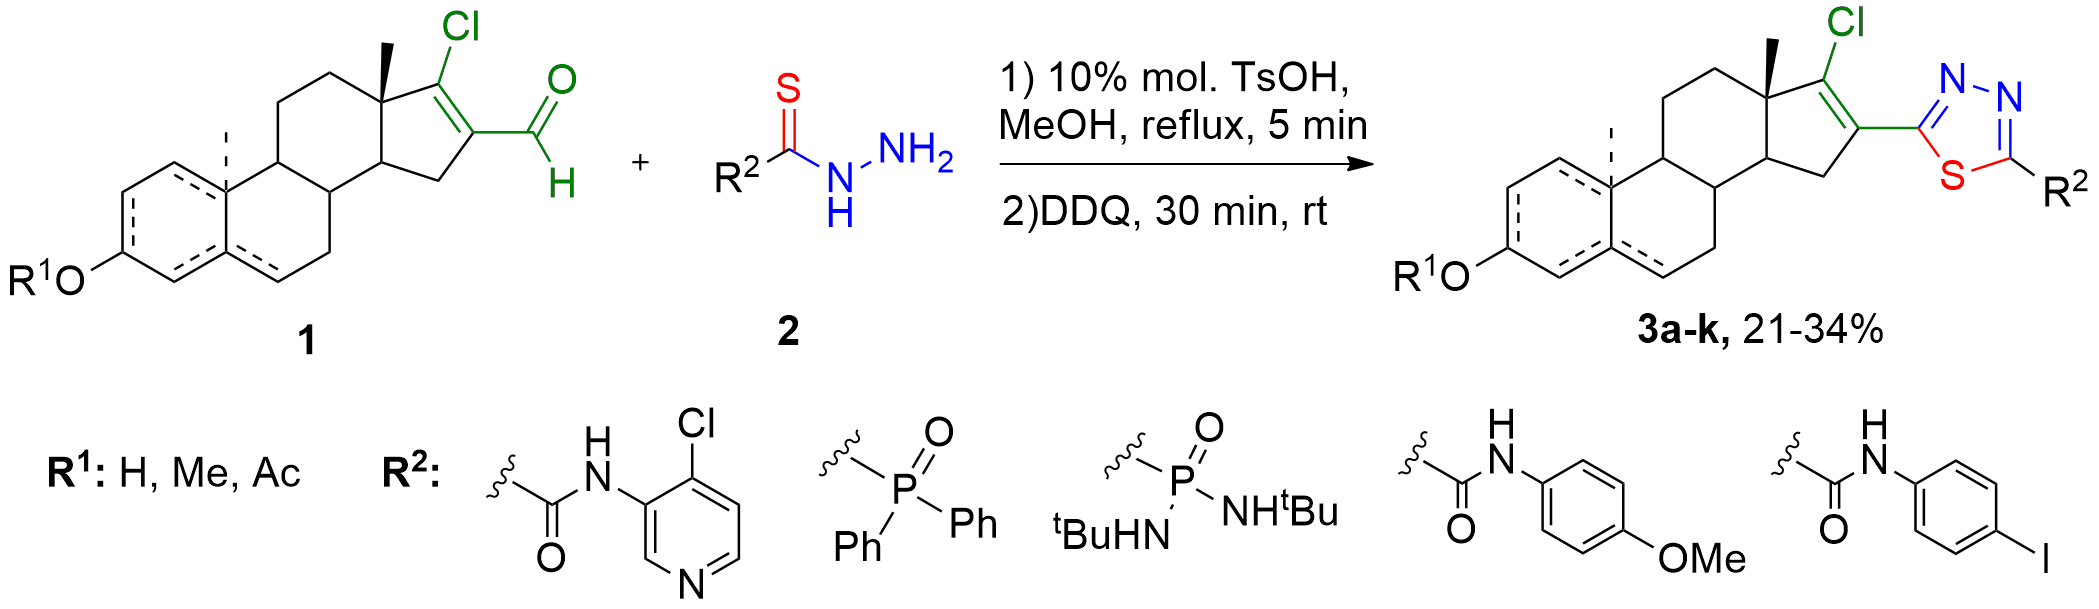 Cl
O
H
R¹O
1
+
S
R²
N
H
NH₂
2
1) 10% mol. TsOH,
MeOH, reflux, 5 min
2)DDQ, 30 min, rt
Cl
N
N
S
R²
R¹O
3a-k, 21-34%
R¹: H, Me, Ac
R²:
Cl
H
N
O
N
O
P
Ph
Ph
O
P
NHᵗBu
ᵗBuHN
H
N
O
OMe
H
N
O
I